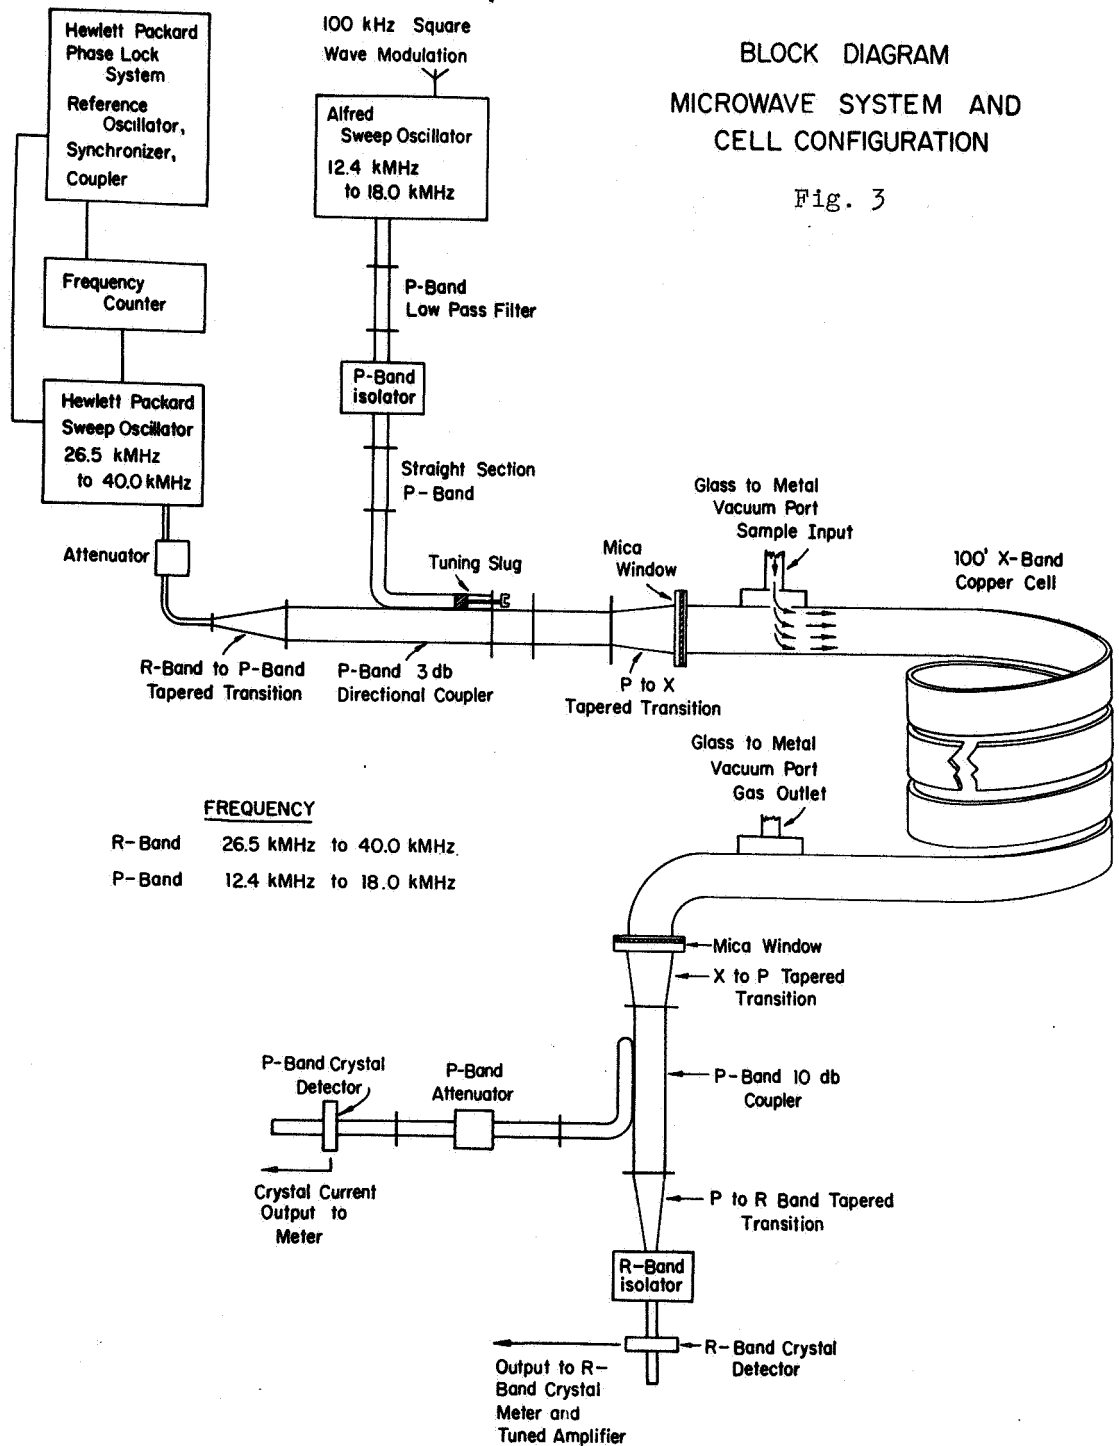 BLOCK DIAGRAM
MICROWAVE SYSTEM AND
CELL CONFIGURATION
Fig. 3
Hewlett Packard
Phase Lock
System
Reference
Oscillator,
Synchronizer,
Coupler
100 kHz Square
Wave Modulation
Alfred
Sweep Oscillator
12.4 kMHz
to 18.0 kMHz
Frequency
Counter
P-Band
Low Pass Filter
P-Band
isolator
Hewlett Packard
Sweep Oscillator
26.5 kMHz
to 40.0 kMHz
Straight Section
P-Band
Attenuator
Tuning Slug
Mica
Window
Glass to Metal
Vacuum Port
Sample Input
100' X-Band
Copper Cell
R-Band to P-Band
Tapered Transition
P-Band 3 db
Directional Coupler
P to X
Tapered Transition
Glass to Metal
Vacuum Port
Gas Outlet
FREQUENCY
R-Band 26.5 kMHz to 40.0 kMHz
P-Band 12.4 kMHz to 18.0 kMHz
Mica Window
X to P Tapered
Transition
P-Band Crystal
Detector
P-Band
Attenuator
P-Band 10 db
Coupler
Crystal Current
Output to
Meter
P to R Band Tapered
Transition
R-Band
isolator
R-Band Crystal
Detector
Output to R-
Band Crystal
Meter and
Tuned Amplifier